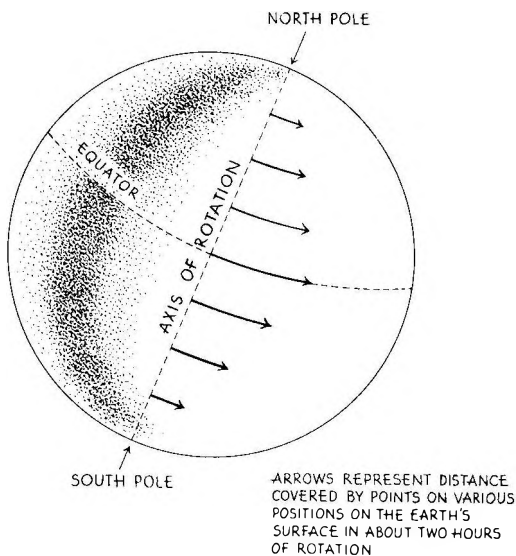 NORTH POLE
EQUATOR
AXIS OF ROTATION
SOUTH POLE
ARROWS REPRESENT DISTANCE
COVERED BY POINTS ON VARIOUS
POSITIONS ON THE EARTH'S
SURFACE IN ABOUT TWO HOURS
OF ROTATION